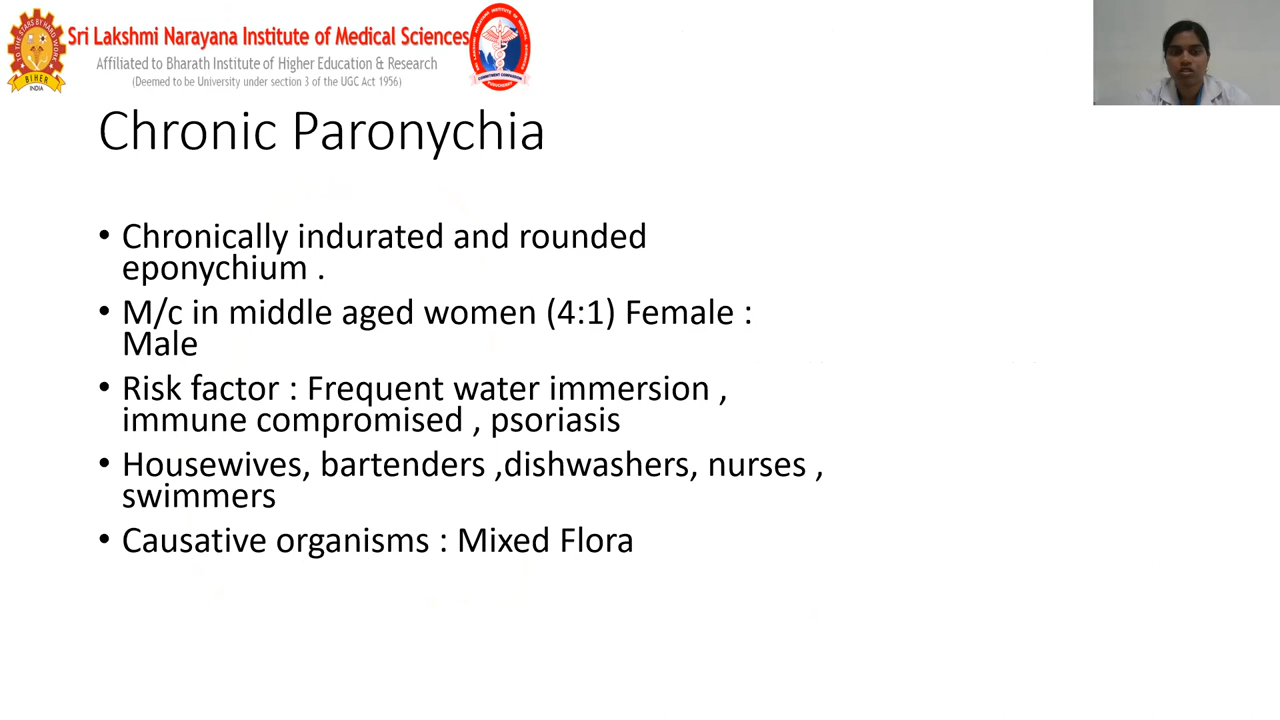 Sri Lakshmi Narayana Institute of Medical Sciences
Affiliated to Bharath Institute of Higher Education & Research
(Deemed to be University under section 3 of the UGC Act 1956)
BIHER
INDIA
Chronic Paronychia
• Chronically indurated and rounded
eponychium .
• M/c in middle aged women (4:1) Female :
Male
• Risk factor : Frequent water immersion ,
immune compromised , psoriasis
• Housewives, bartenders ,dishwashers, nurses ,
swimmers
• Causative organisms : Mixed Flora